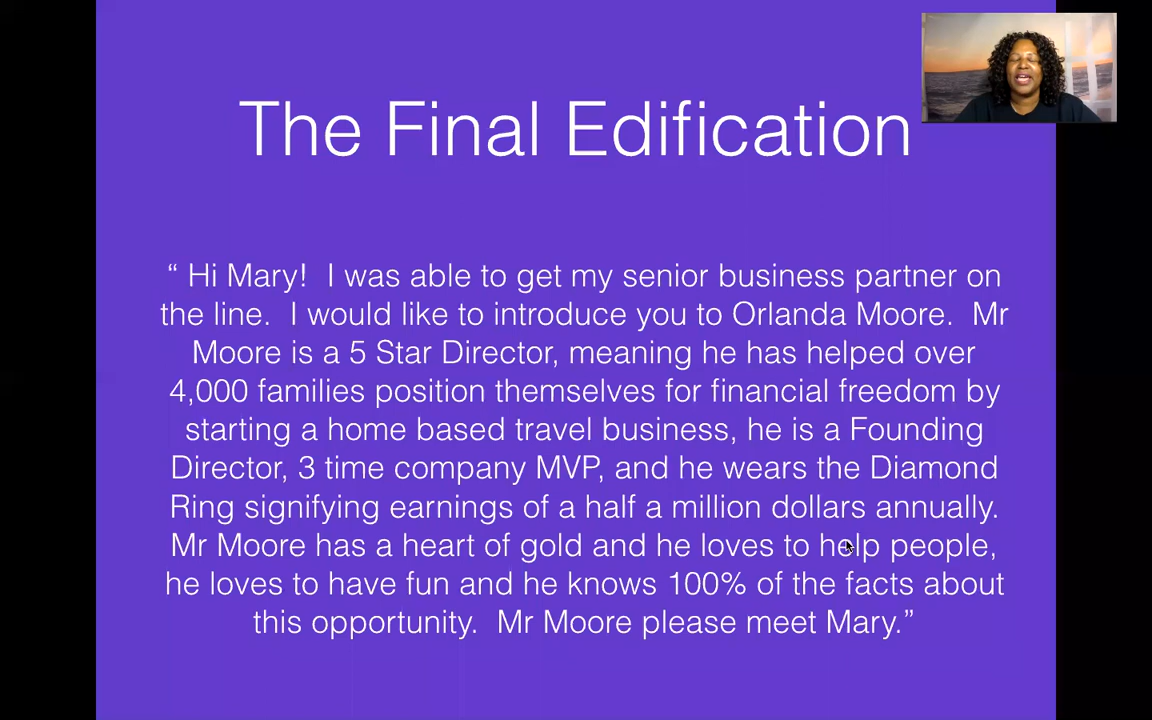 The Final Edification
“ Hi Mary!  I was able to get my senior business partner on
the line.  I would like to introduce you to Orlanda Moore.  Mr
Moore is a 5 Star Director, meaning he has helped over
4,000 families position themselves for financial freedom by
starting a home based travel business, he is a Founding
Director, 3 time company MVP, and he wears the Diamond
Ring signifying earnings of a half a million dollars annually.
Mr Moore has a heart of gold and he loves to help people,
he loves to have fun and he knows 100% of the facts about
this opportunity.  Mr Moore please meet Mary.”